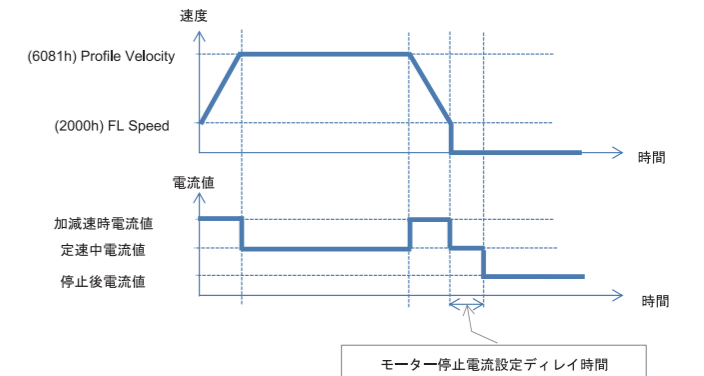 速度
(6081h) Profile Velocity
(2000h) FL Speed
時間
電流値
加減速時電流値
定速中電流値
停止後電流値
時間
モーター停止電流設定ディレイ時間